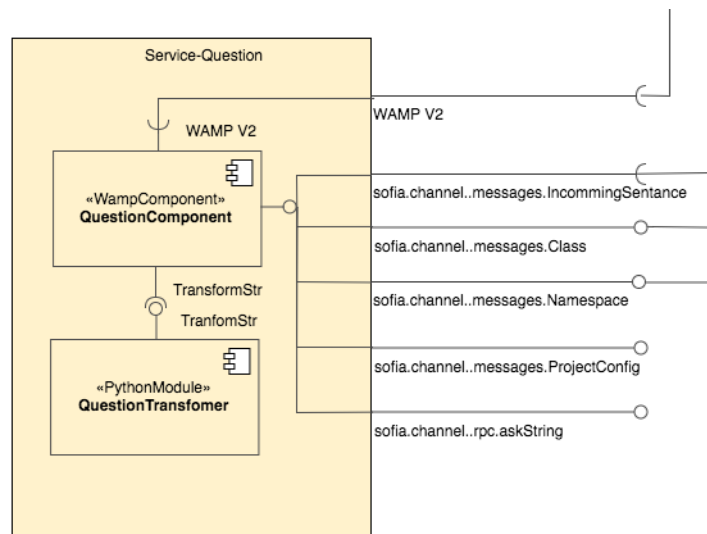 Service-Question
WAMP V2
WAMP V2
«WampComponent»
QuestionComponent
sofia.channel..messages.IncommingSentance
sofia.channel..messages.Class
TransformStr
sofia.channel..messages.Namespace
TranfomStr
sofia.channel..messages.ProjectConfig
«PythonModule»
QuestionTransfomer
sofia.channel..rpc.askString